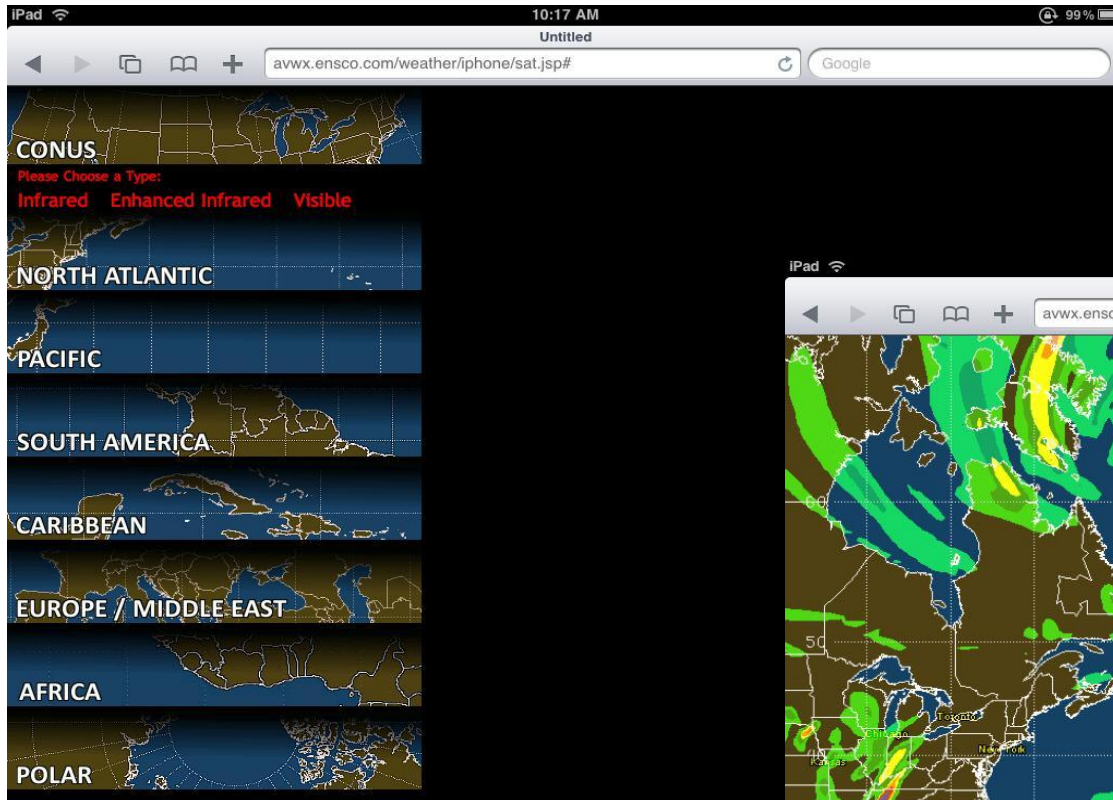 iPad 10:17 AM 99%
Untitled
avwx.ensco.com/weather/iphone/sat.jsp# Google
CONUS
Please Choose a Type:
Infrared Enhanced Infrared Visible
NORTH ATLANTIC
PACIFIC
SOUTH AMERICA
CARIBBEAN
EUROPE / MIDDLE EAST
AFRICA
POLAR
iPad
avwx.ensc
60
50
Toronto
Chicago
New York
Kansas